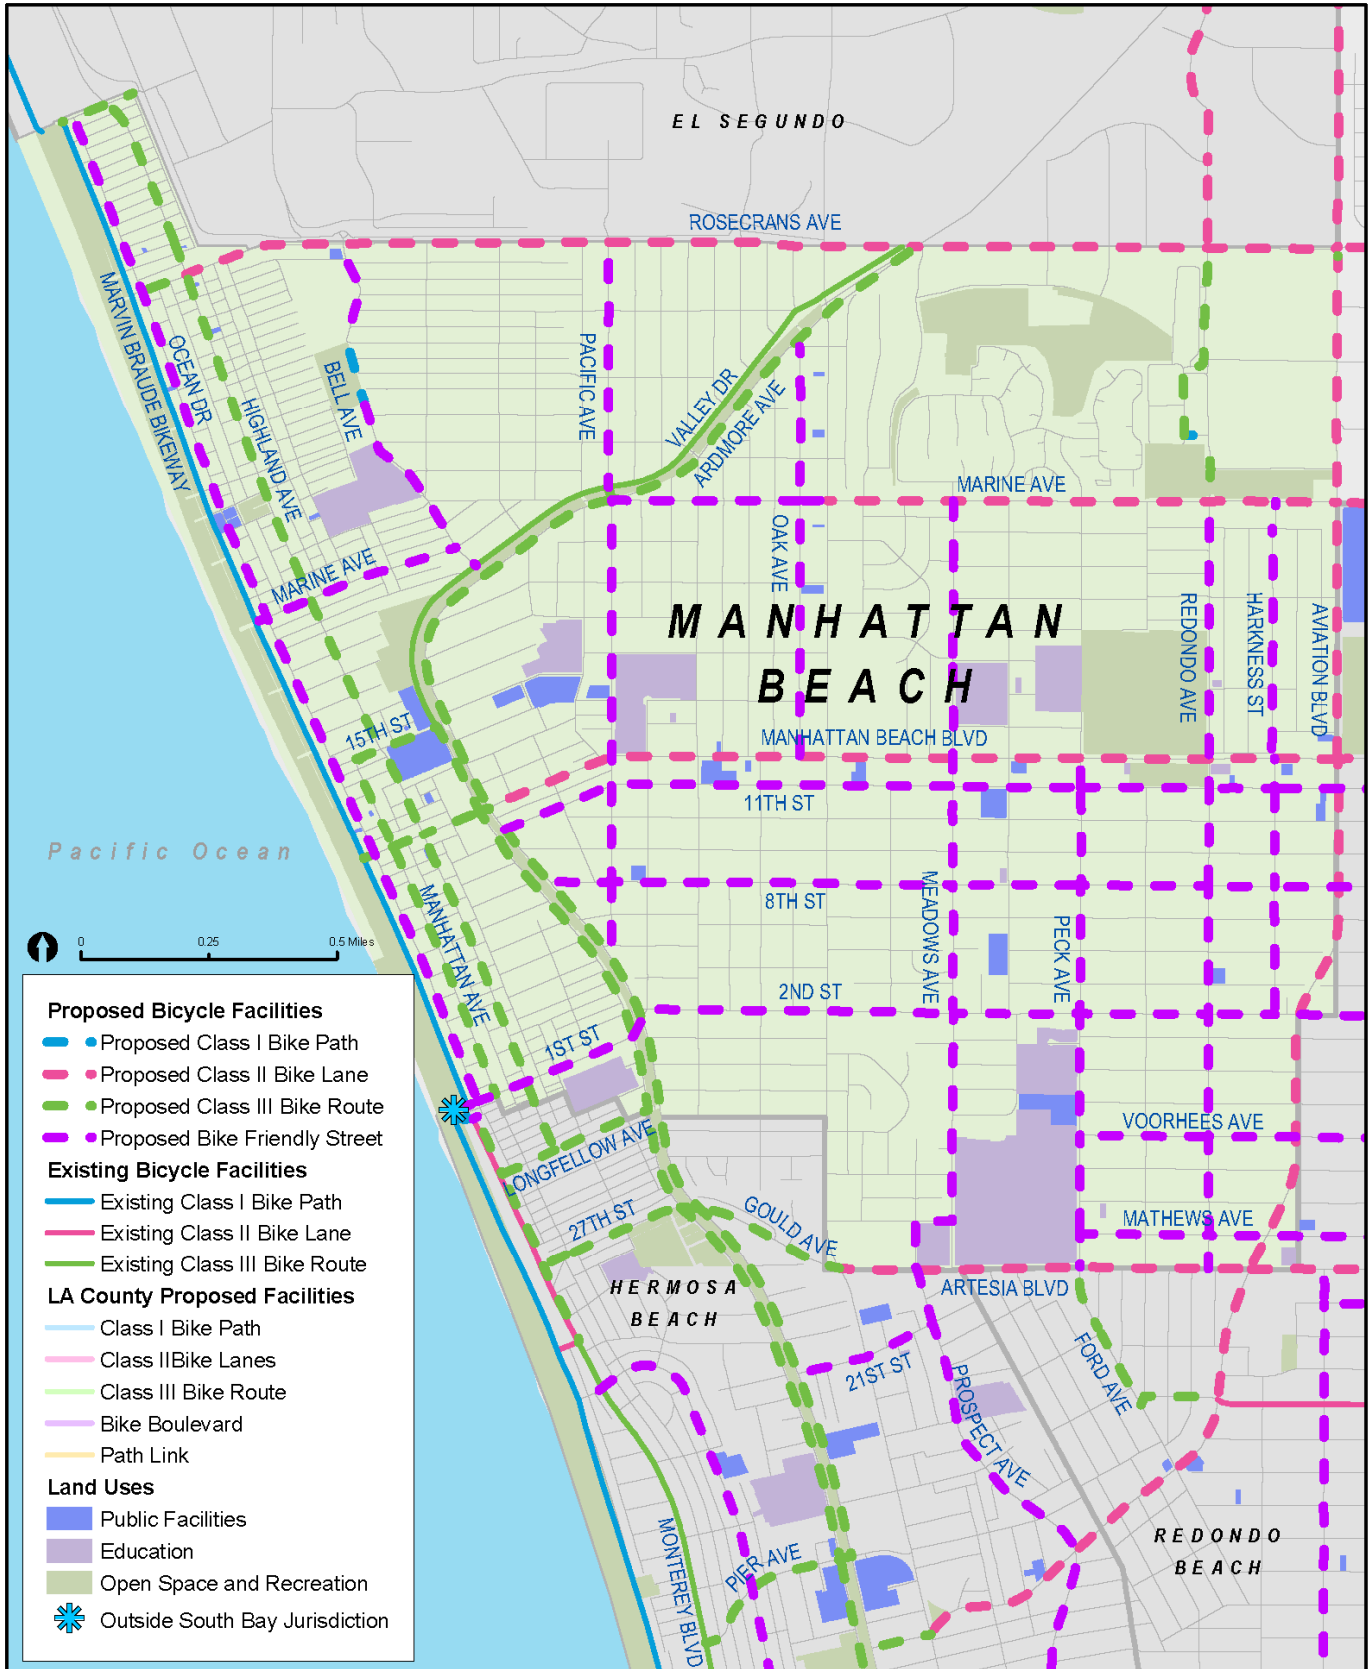 EL SEGUNDO
ROSECRANS AVE
MARVIN BRAUDE BIKEWAY
OCEAN DR
HIGHLAND AVE
BELL AVE
PACIFIC AVE
VALLEY DR
ARDMORE AVE
MARINE AVE
OAK AVE
MARINE AVE
MANHATTAN
BEACH
REDONDO AVE
HARKNESS ST
AVIATION BLVD
15TH ST
MANHATTAN BEACH BLVD
11TH ST
Pacific Ocean
8TH ST
MANHATTAN AVE
MEADOWS AVE
PECK AVE
2ND ST
1ST ST
0 0.25 0.5 Miles
VOORHEES AVE
LONGFELLOW AVE
MATHEWS AVE
27TH ST
GOULD AVE
ARTESIA BLVD
HERMOSA
BEACH
21ST ST
PROSPECT AVE
FORD AVE
MONTEREY BLVD
PIER AVE
REDONDO
BEACH
Proposed Bicycle Facilities
Proposed Class I Bike Path
Proposed Class II Bike Lane
Proposed Class III Bike Route
Proposed Bike Friendly Street
Existing Bicycle Facilities
Existing Class I Bike Path
Existing Class II Bike Lane
Existing Class III Bike Route
LA County Proposed Facilities
Class I Bike Path
Class IIBike Lanes
Class III Bike Route
Bike Boulevard
Path Link
Land Uses
Public Facilities
Education
Open Space and Recreation
Outside South Bay Jurisdiction